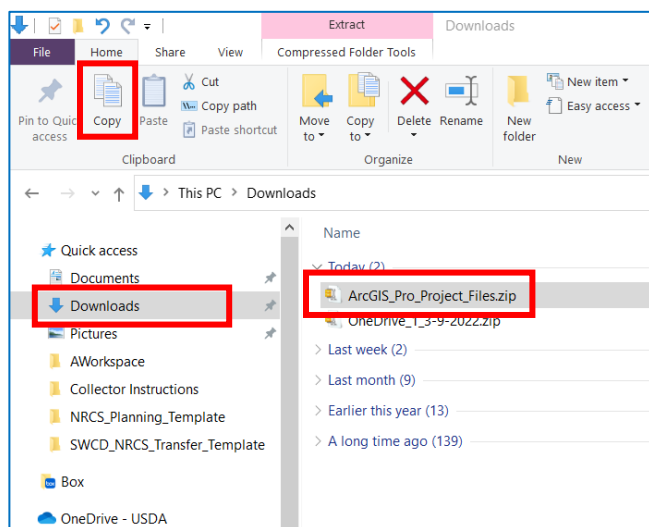 Extract Downloads
File Home Share View Compressed Folder Tools
Pin to Quick access
Copy
Paste
Cut
Copy path
Paste shortcut
Move to
Copy to
Delete
Rename
New folder
New item
Easy access
Clipboard Organize New
This PC > Downloads
Name
Quick access
Documents
Downloads
Pictures
AWorkspace
Collector Instructions
NRCS_Planning_Template
SWCD_NRCS_Transfer_Template
Box
OneDrive - USDA
Today (2)
ArcGIS_Pro_Project_Files.zip
OneDrive_1_3-9-2022.zip
Last week (2)
Last month (9)
Earlier this year (13)
A long time ago (139)